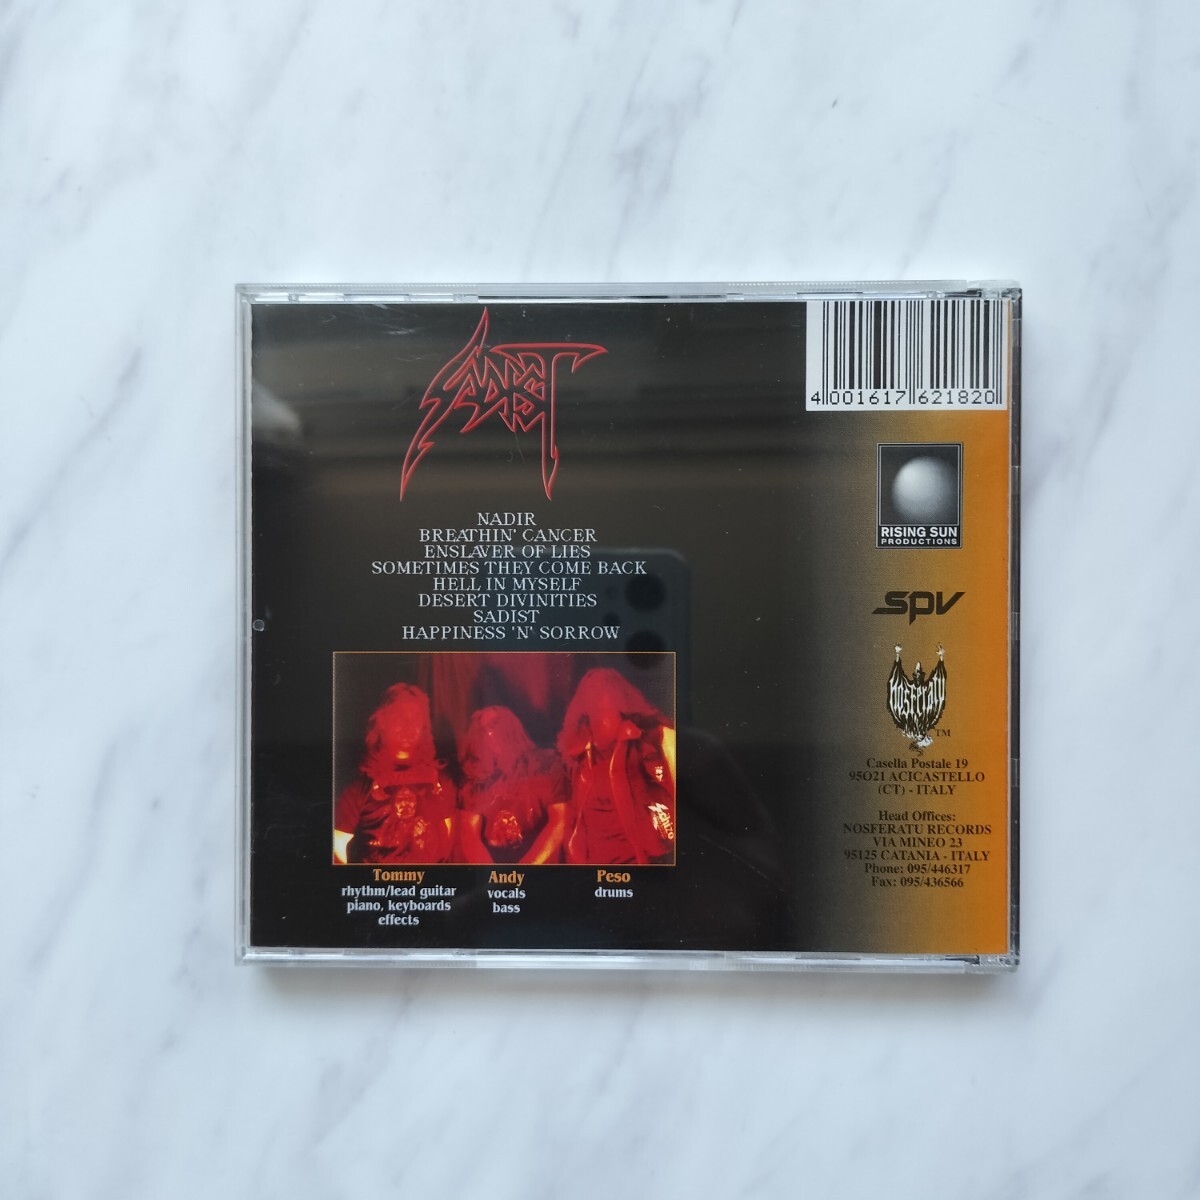 SADIST
4 001617 621820
NADIR
BREATHIN' CANCER
ENSLAVER OF LIES
SOMETIMES THEY COME BACK
HELL IN MYSELF
DESERT DIVINITIES
SADIST
HAPPINESS 'N' SORROW
RISING SUN
PRODUCTIONS
SPV
nosferatu
TM
Casella Postale 19
95021 ACICASTELLO
(CT) - ITALY
Head Offices:
NOSFERATU RECORDS
VIA MINEO 23
95125 CATANIA - ITALY
Phone: 095/446317
Fax: 095/436566
Schizo
Tommy
rhythm/lead guitar
piano, keyboards
effects
Andy
vocals
bass
Peso
drums